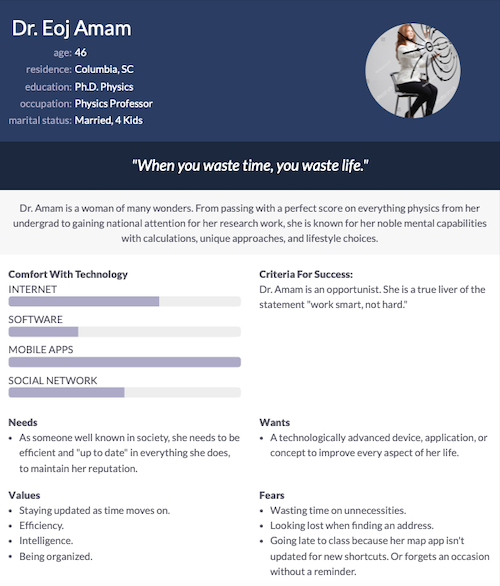 Dr. Eoj Amam
age: 46
residence: Columbia, SC
education: Ph.D. Physics
occupation: Physics Professor
marital status: Married, 4 Kids
"When you waste time, you waste life."
Dr. Amam is a woman of many wonders. From passing with a perfect score on everything physics from her
undergrad to gaining national attention for her research work, she is known for her noble mental capabilities
with calculations, unique approaches, and lifestyle choices.
Comfort With Technology
INTERNET
SOFTWARE
MOBILE APPS
SOCIAL NETWORK
Criteria For Success:
Dr. Amam is an opportunist. She is a true liver of the
statement "work smart, not hard."
Needs
• As someone well known in society, she needs to be
efficient and "up to date" in everything she does,
to maintain her reputation.
Wants
• A technologically advanced device, application, or
concept to improve every aspect of her life.
Values
• Staying updated as time moves on.
• Efficiency.
• Intelligence.
• Being organized.
Fears
• Wasting time on unnecessities.
• Looking lost when finding an address.
• Going late to class because her map app isn't
updated for new shortcuts. Or forgets an occasion
without a reminder.